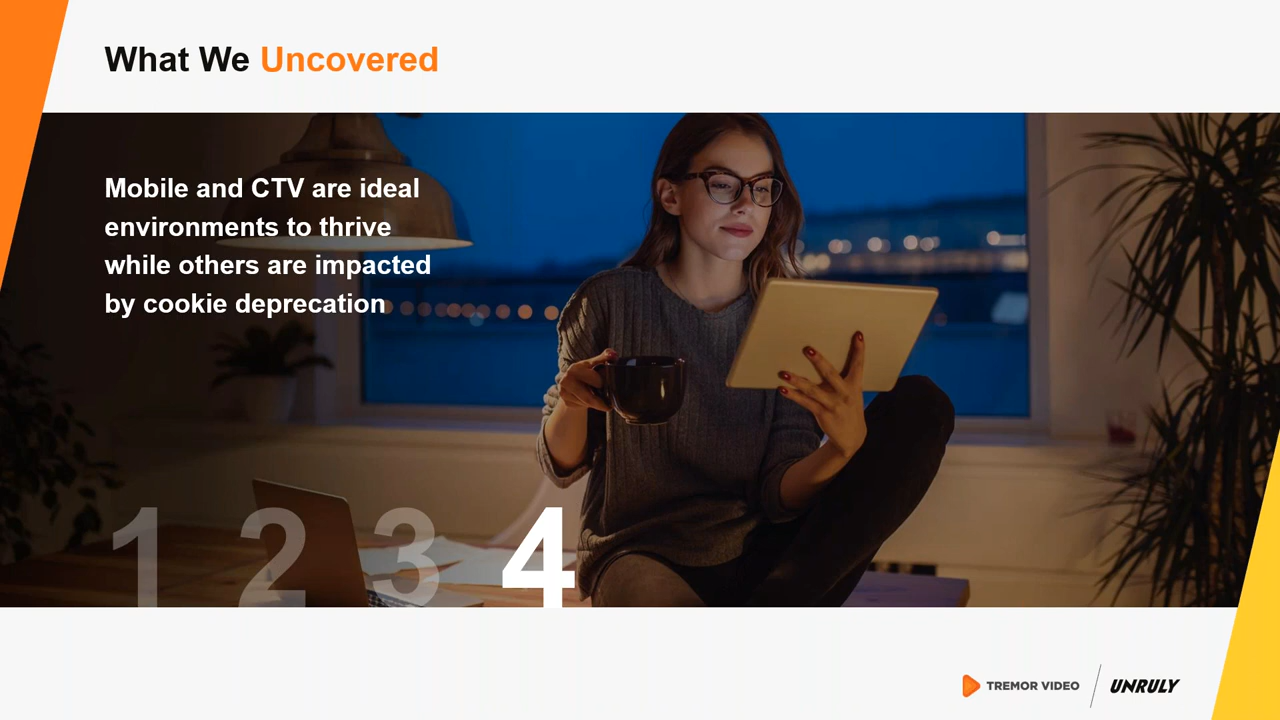 What We Uncovered
Mobile and CTV are ideal
environments to thrive
while others are impacted
by cookie deprecation
1 2 3 4
TREMOR VIDEO
UNRULY